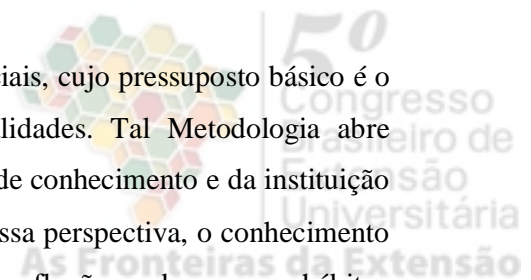 5º
ciais, cujo pressuposto básico é o
Congresso
lidades. Tal Metodologia abre
Brasileiro de
de conhecimento e da instituição
Extensão
Universitária
ssa perspectiva, o conhecimento
As Fronteiras da Extensão